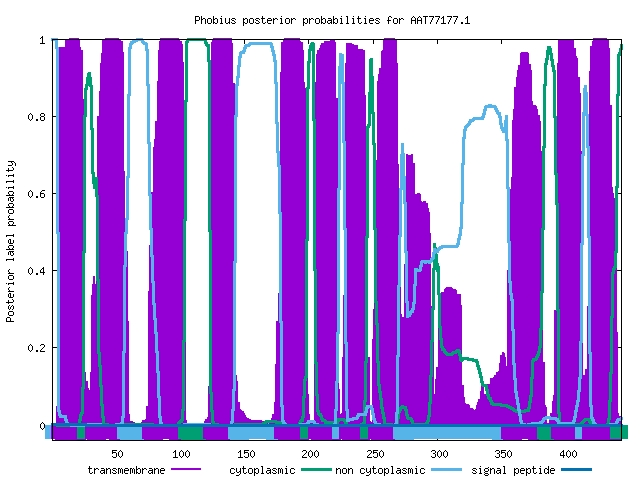 Phobius posterior probabilities for AAT77177.1
1
0.8
0.6
0.4
0.2
0
Posterior label probability
50 100 150 200 250 300 350 400
transmembrane cytoplasmic non cytoplasmic signal peptide